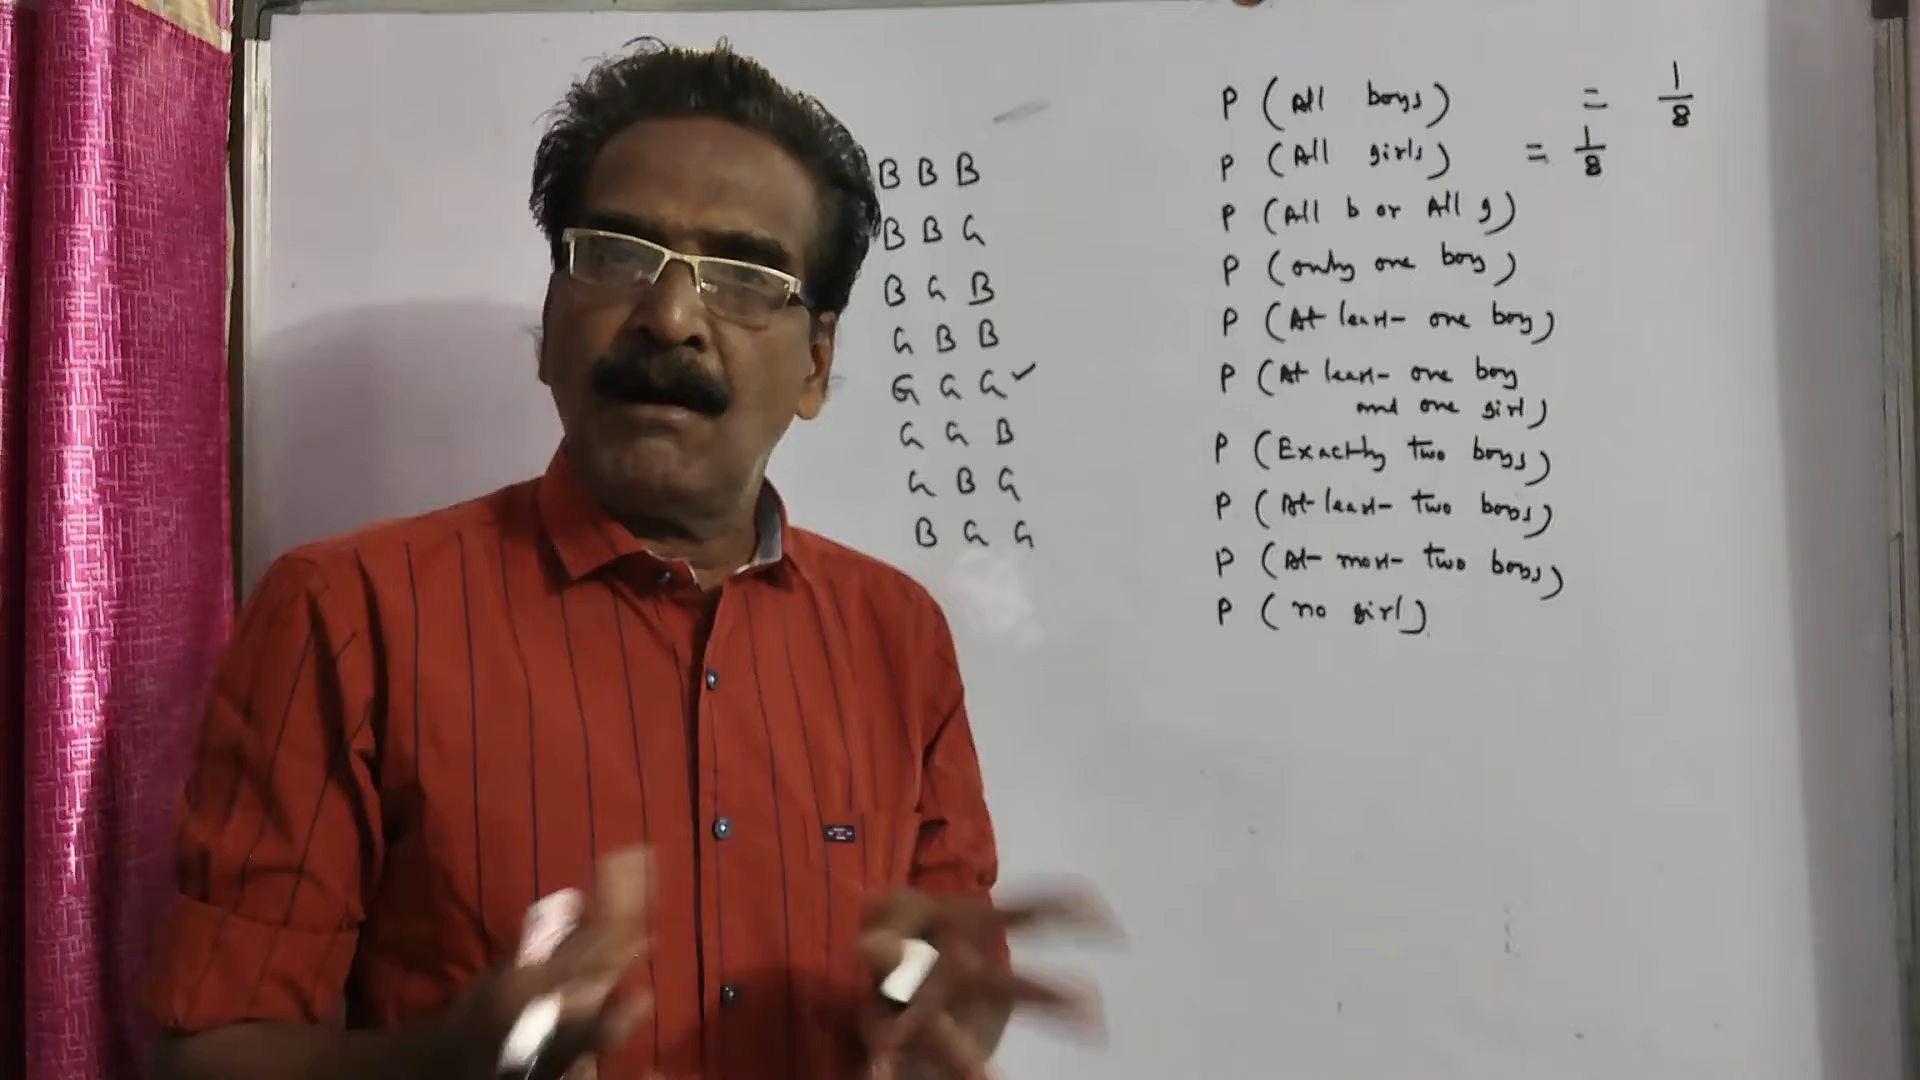 B B B
B B G
B G B
G B B
G G G ✓
G G B
G B G
B G G
P (All boys) = 1/8
P (All girls) = 1/8
P (All b or All g)
P (only one boy)
P (At least one boy)
P (At least one boy
and one girl)
P (Exactly two boys)
P (At least two boys)
P (At most two boys)
P (no girl)